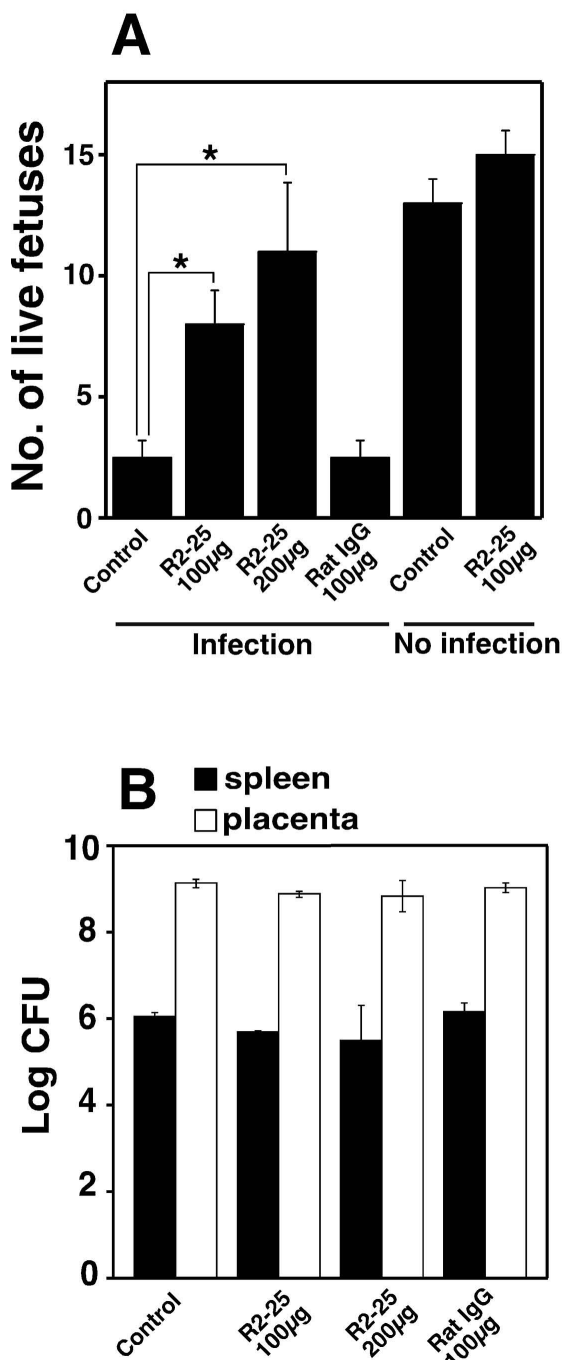 A
No. of live fetuses
15
10
5
0
*
*
Control
R2-25
100µg
R2-25
200µg
Rat IgG
100µg
Control
R2-25
100µg
Infection
No infection
B
spleen
placenta
Log CFU
10
8
6
4
2
0
Control
R2-25
100µg
R2-25
200µg
Rat IgG
100µg